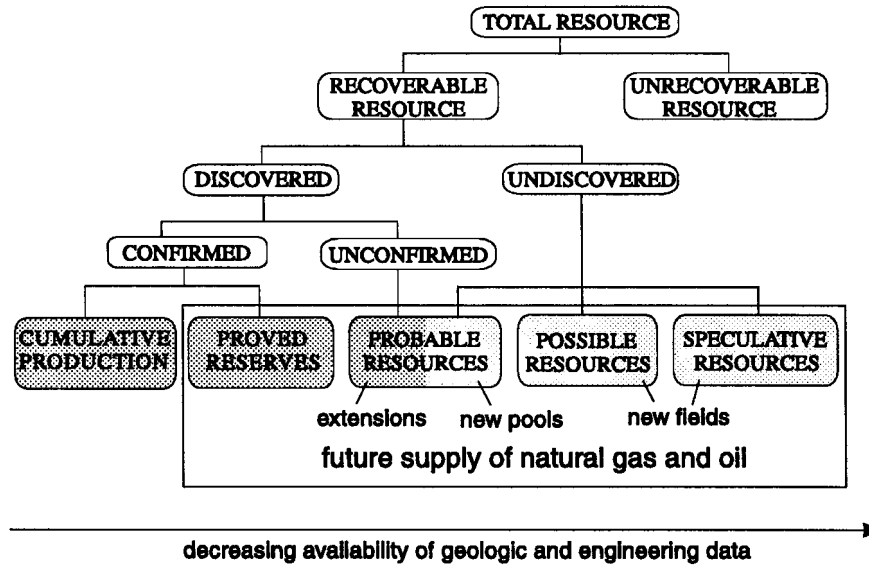 TOTAL RESOURCE
RECOVERABLE
RESOURCE
UNRECOVERABLE
RESOURCE
DISCOVERED
UNDISCOVERED
CONFIRMED
UNCONFIRMED
CUMULATIVE
PRODUCTION
PROVED
RESERVES
PROBABLE
RESOURCES
POSSIBLE
RESOURCES
SPECULATIVE
RESOURCES
extensions
new pools
new fields
future supply of natural gas and oil
decreasing availability of geologic and engineering data